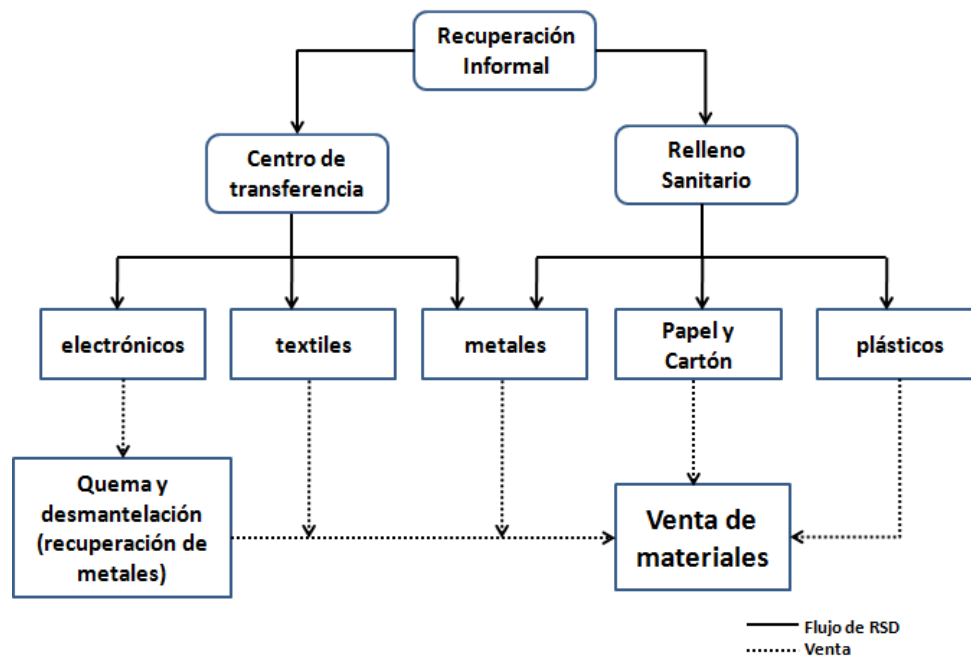 Recuperación
Informal
Centro de
transferencia
Relleno
Sanitario
electrónicos
textiles
metales
Papel y
Cartón
plásticos
Quema y
desmantelación
(recuperación de
metales)
Venta de
materiales
Flujo de RSD
Venta